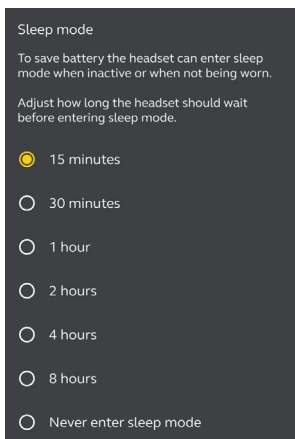 Sleep mode
To save battery the headset can enter sleep
mode when inactive or when not being worn.
Adjust how long the headset should wait
before entering sleep mode.
15 minutes
30 minutes
1 hour
2 hours
4 hours
8 hours
Never enter sleep mode